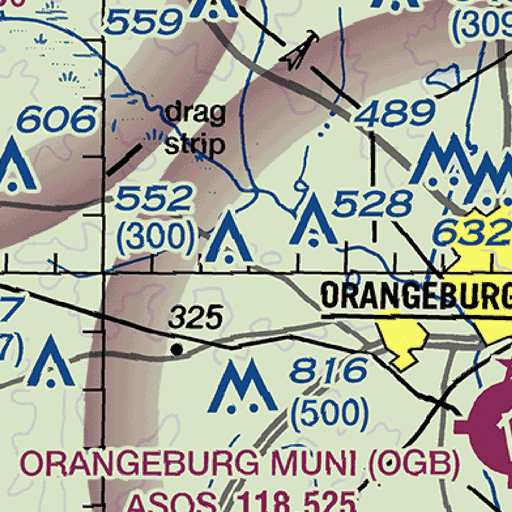 559
(309
489
606
drag
strip
552
(300)
528
632
ORANGEBURG
325
816
(500)
ORANGEBURG MUNI (OGB)
ASOS 118.525